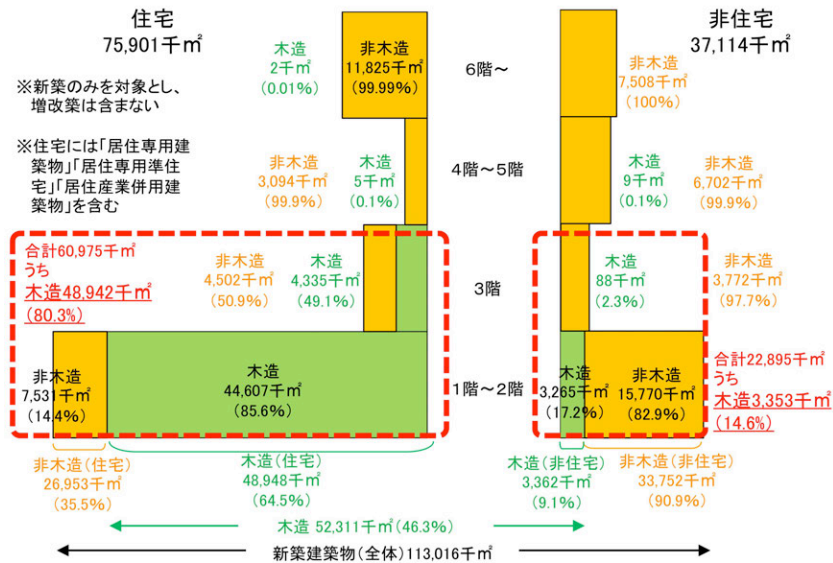 住宅
75,901千㎡
非住宅
37,114千㎡
※新築のみを対象とし、
増改築は含まない
※住宅には「居住専用建
築物」「居住専用準住
宅」「居住産業併用建
築物」を含む
木造
2千㎡
(0.01%)
非木造
11,825千㎡
(99.99%)
6階～
非木造
7,508千㎡
(100%)
非木造
3,094千㎡
(99.9%)
木造
5千㎡
(0.1%)
4階～5階
木造
9千㎡
(0.1%)
非木造
6,702千㎡
(99.9%)
合計60,975千㎡
うち
木造48,942千㎡
(80.3%)
非木造
4,502千㎡
(50.9%)
木造
4,335千㎡
(49.1%)
3階
木造
88千㎡
(2.3%)
非木造
3,772千㎡
(97.7%)
非木造
7,531千㎡
(14.4%)
木造
44,607千㎡
(85.6%)
1階～2階
木造
3,265千㎡
(17.2%)
非木造
15,770千㎡
(82.9%)
合計22,895千㎡
うち
木造3,353千㎡
(14.6%)
非木造(住宅)
26,953千㎡
(35.5%)
木造(住宅)
48,948千㎡
(64.5%)
木造(非住宅)
3,362千㎡
(9.1%)
非木造(非住宅)
33,752千㎡
(90.9%)
木造 52,311千㎡(46.3%)
新築建築物(全体)113,016千㎡